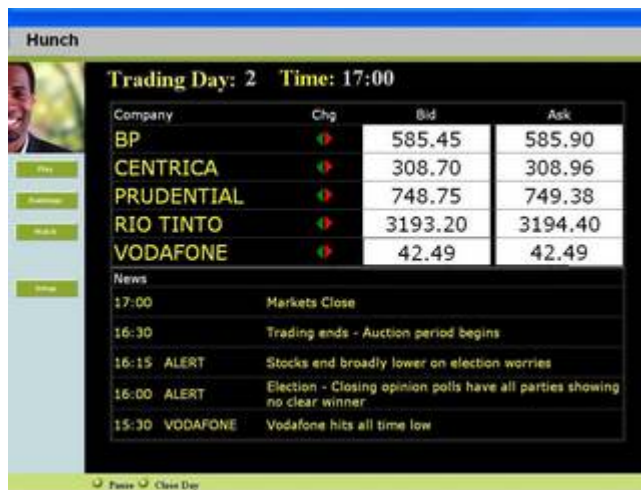 Hunch
Trading Day: 2 Time: 17:00
Company Chg Bid Ask
BP 585.45 585.90
CENTRICA 308.70 308.96
PRUDENTIAL 748.75 749.38
RIO TINTO 3193.20 3194.40
VODAFONE 42.49 42.49
News
17:00 Markets Close
16:30 Trading ends - Auction period begins
16:15 ALERT Stocks end broadly lower on election worries
16:00 ALERT Election - Closing opinion polls have all parties showing
no clear winner
15:30 VODAFONE Vodafone hits all time low
Pause Close Day